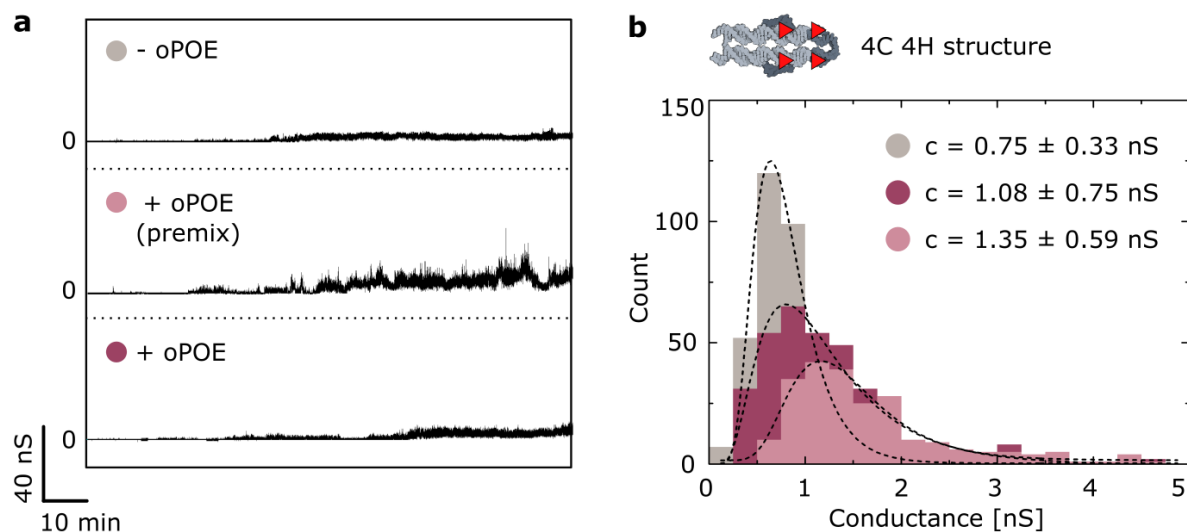 a
- oPOE
0
+ oPOE
(premix)
0
+ oPOE
0
40 nS
10 min
b
4C 4H structure
150
100
50
0
Count
c = 0.75 ± 0.33 nS
c = 1.08 ± 0.75 nS
c = 1.35 ± 0.59 nS
0 1 2 3 4 5
Conductance [nS]